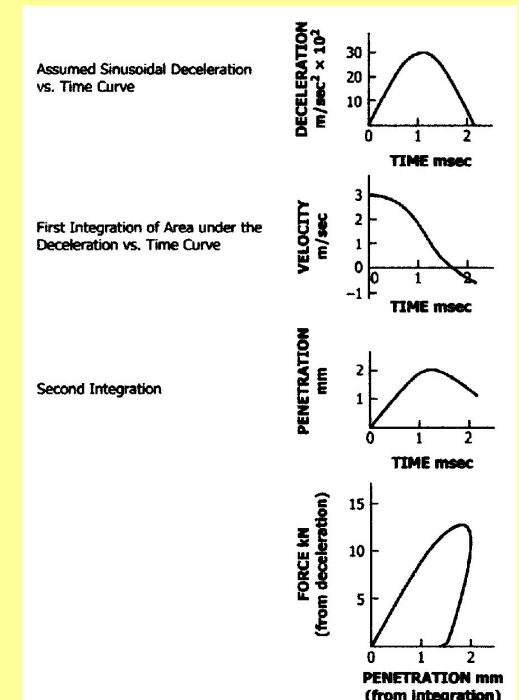 Assumed Sinusoidal Deceleration
vs. Time Curve
DECELERATION
m/sec² × 10²
30
20
10
0 1 2
TIME msec
First Integration of Area under the
Deceleration vs. Time Curve
VELOCITY
m/sec
3
2
1
0
−1
0 1 2
TIME msec
Second Integration
PENETRATION
mm
2
1
0 1 2
TIME msec
FORCE kN
(from deceleration)
15
10
5
0 1 2
PENETRATION mm
(from integration)